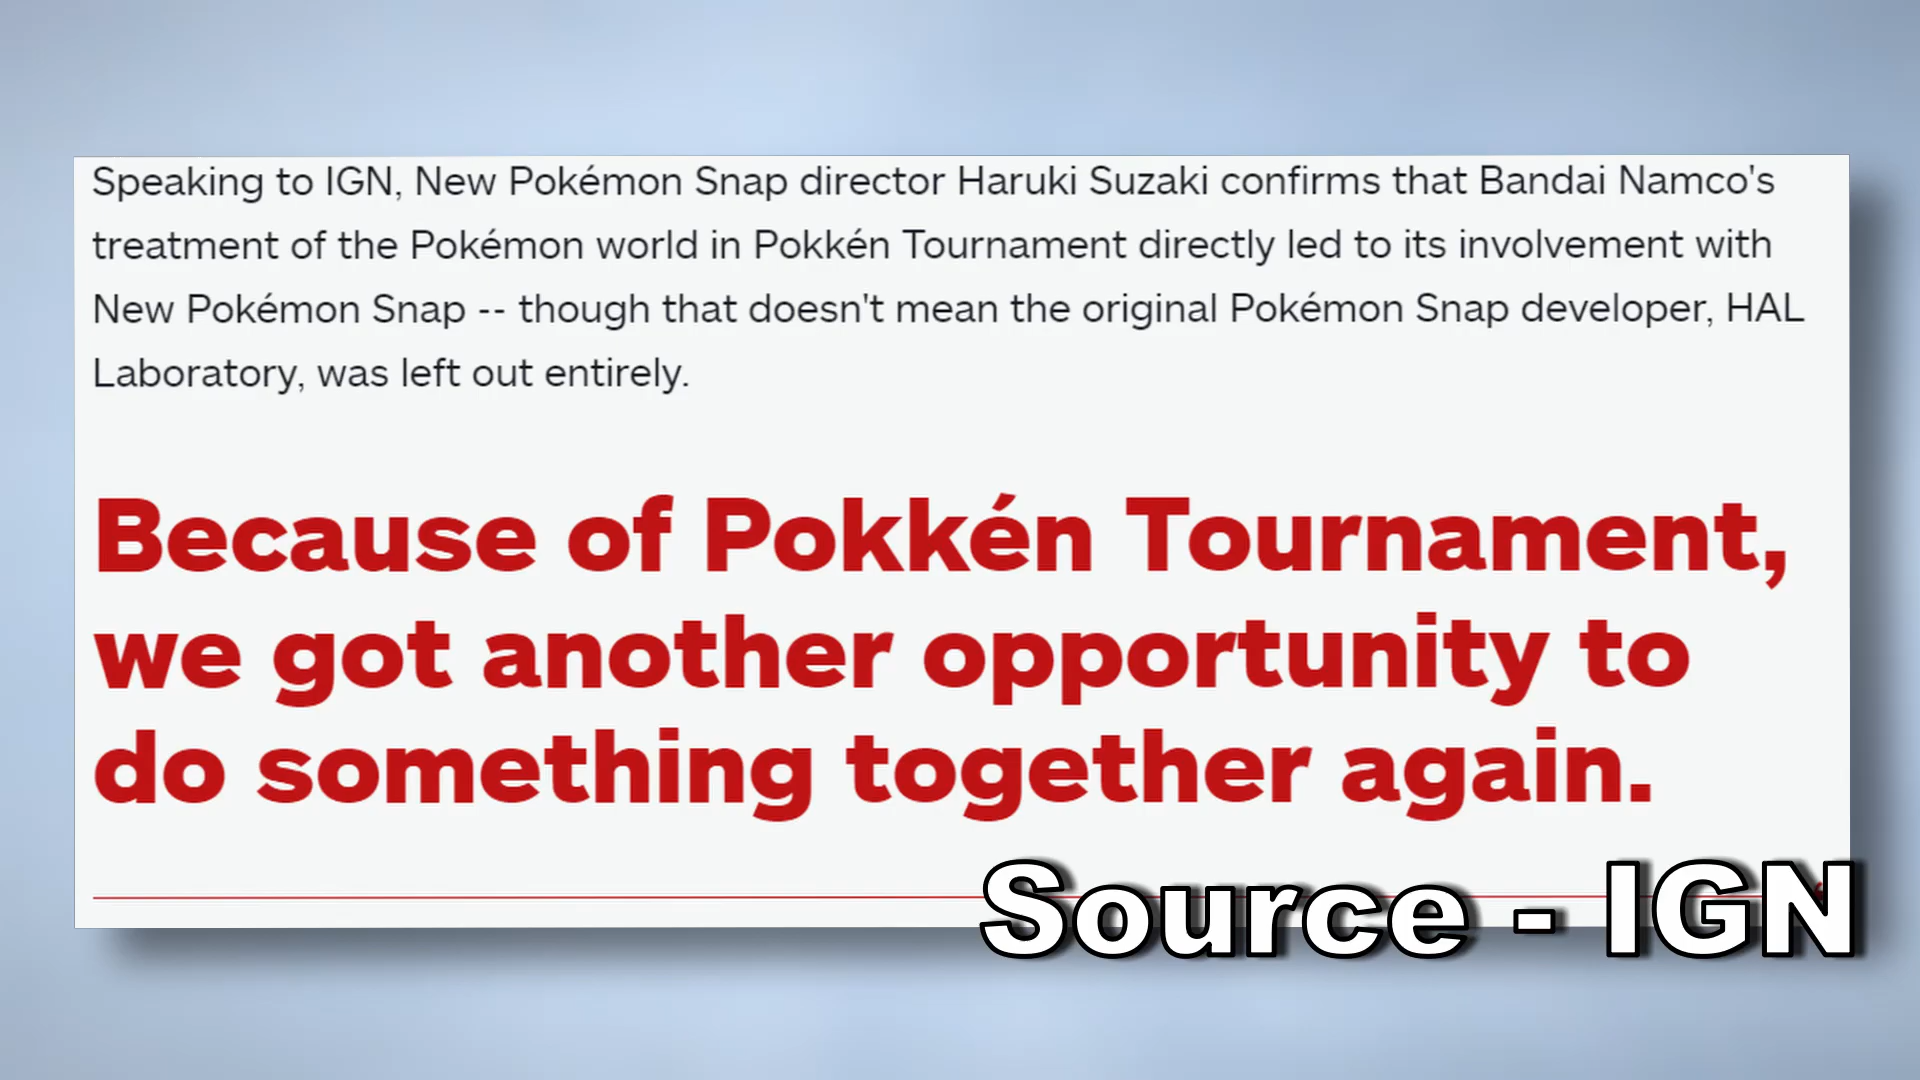 Speaking to IGN, New Pokémon Snap director Haruki Suzaki confirms that Bandai Namco's
treatment of the Pokémon world in Pokkén Tournament directly led to its involvement with
New Pokémon Snap -- though that doesn't mean the original Pokémon Snap developer, HAL
Laboratory, was left out entirely.
Because of Pokkén Tournament,
we got another opportunity to
do something together again.
Source - IGN